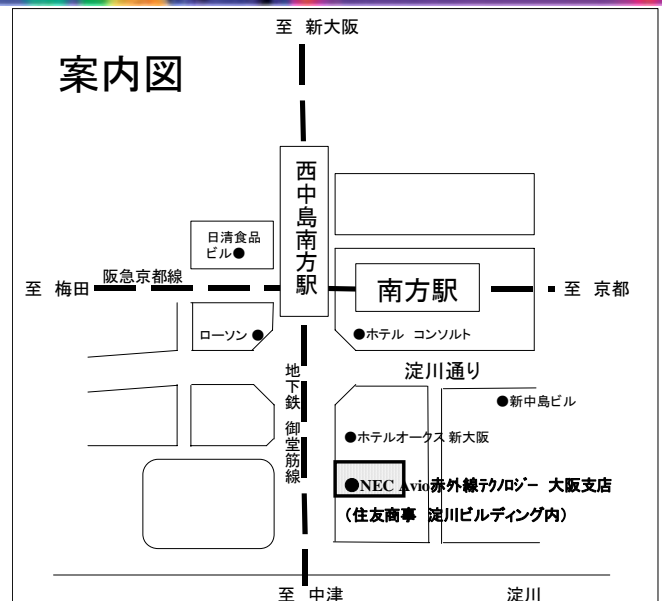 至 新大阪
案内図
西中島南方駅
日清食品
ビル●
至 梅田
阪急京都線
南方駅
至 京都
ローソン●
●ホテル コンソルト
地下鉄 御堂筋線
淀川通り
●新中島ビル
●ホテルオークス 新大阪
●NEC Avio赤外線ﾃｸﾉﾛｼﾞｰ 大阪支店
(住友商事 淀川ビルディング内)
至 中津
淀川